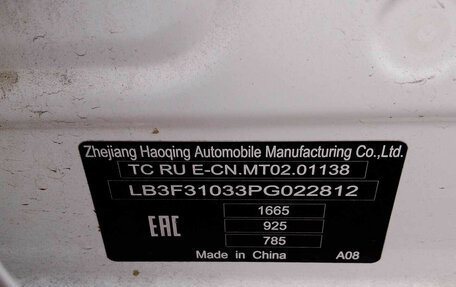 Zhejiang Haoqing Automobile Manufacturing Co.,Ltd.
TC RU E-CN.MT02.01138
LB3F31033PG022812
EAC
1665
925
785
Made in China A08